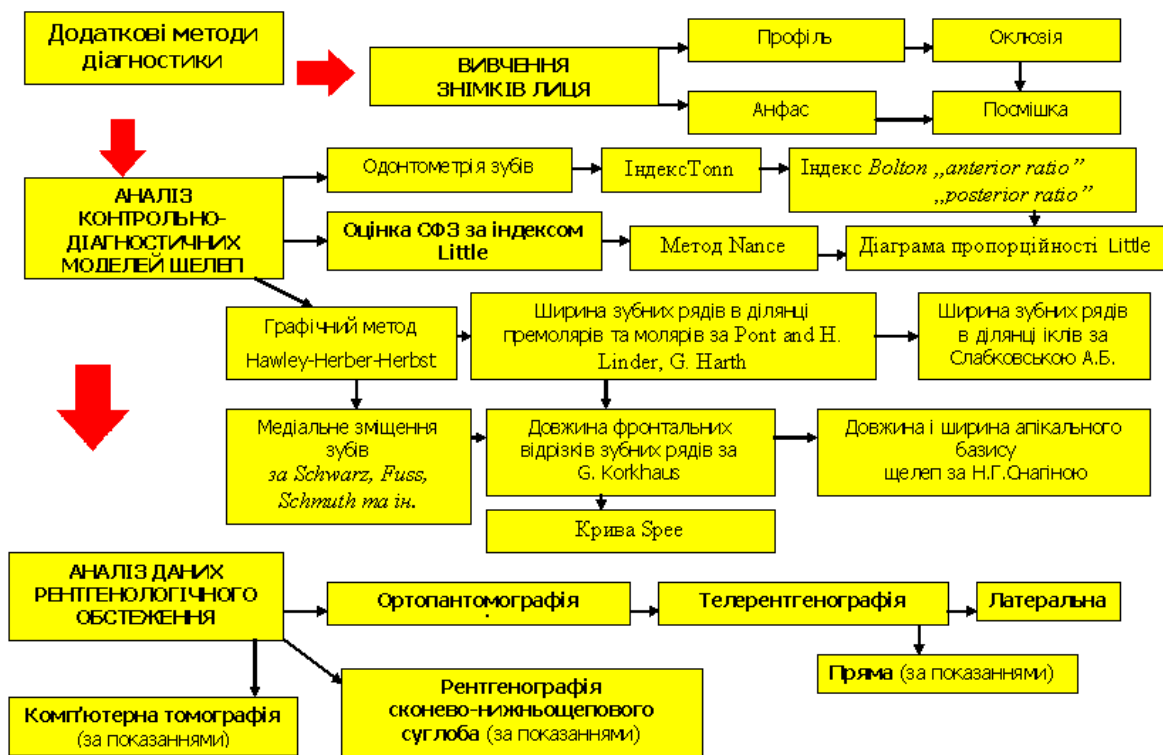 Додаткові методи
діагностики
ВИВЧЕННЯ
ЗНІМКІВ ЛИЦЯ
Профіль
Оклюзія
Анфас
Посмішка
АНАЛІЗ
КОНТРОЛЬНО-
ДІАГНОСТИЧНИХ
МОДЕЛЕЙ ЩЕЛЕП
Одонтометрія зубів
ІндексTonn
Індекс Bolton „anterior ratio”
„posterior ratio”
Оцінка СФЗ за індексом
Little
Метод Nance
Діаграма пропорційності Little
Графічний метод
Hawley-Herber-Herbst
Ширина зубних рядів в ділянці
премолярів та молярів за Pont and H.
Linder, G. Harth
Ширина зубних рядів
в ділянці іклів за
Слабковською А.Б.
Медіальне зміщення
зубів
за Schwarz, Fuss,
Schmuth та ін.
Довжина фронтальних
відрізків зубних рядів за
G. Korkhaus
Довжина і ширина апікального
базису
щелеп за Н.Г.Снагіною
Крива Spee
АНАЛІЗ ДАНИХ
РЕНТГЕНОЛОГІЧНОГО
ОБСТЕЖЕННЯ
Ортопантомографія
.
Телерентгенографія
Латеральна
Пряма (за показаннями)
Комп'ютерна томографія
(за показаннями)
Рентгенографія
сконево-нижньощепового
суглоба (за показаннями)